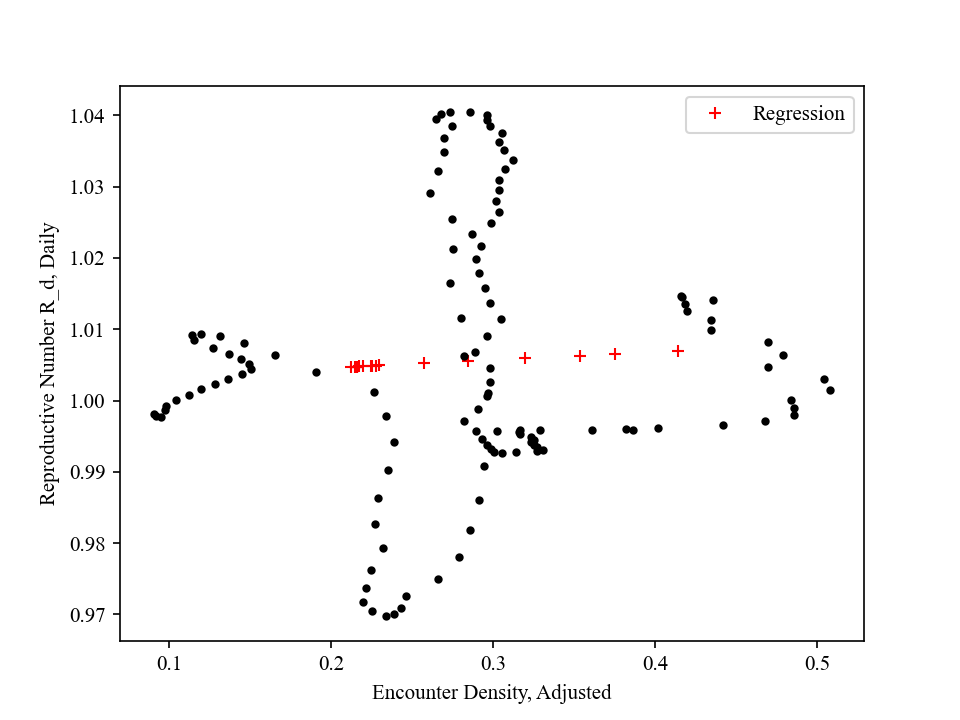 1.04
1.03
1.02
1.01
1.00
0.99
0.98
0.97
Reproductive Number R_d, Daily
Regression
0.1 0.2 0.3 0.4 0.5
Encounter Density, Adjusted